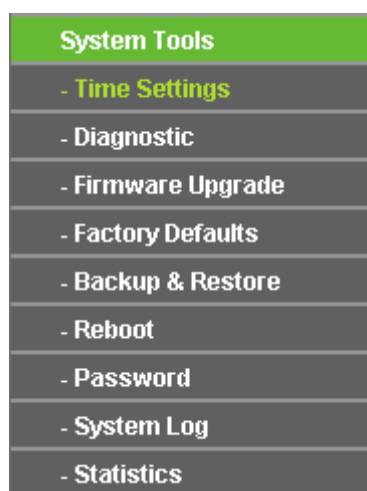 System Tools
- Time Settings
- Diagnostic
- Firmware Upgrade
- Factory Defaults
- Backup & Restore
- Reboot
- Password
- System Log
- Statistics